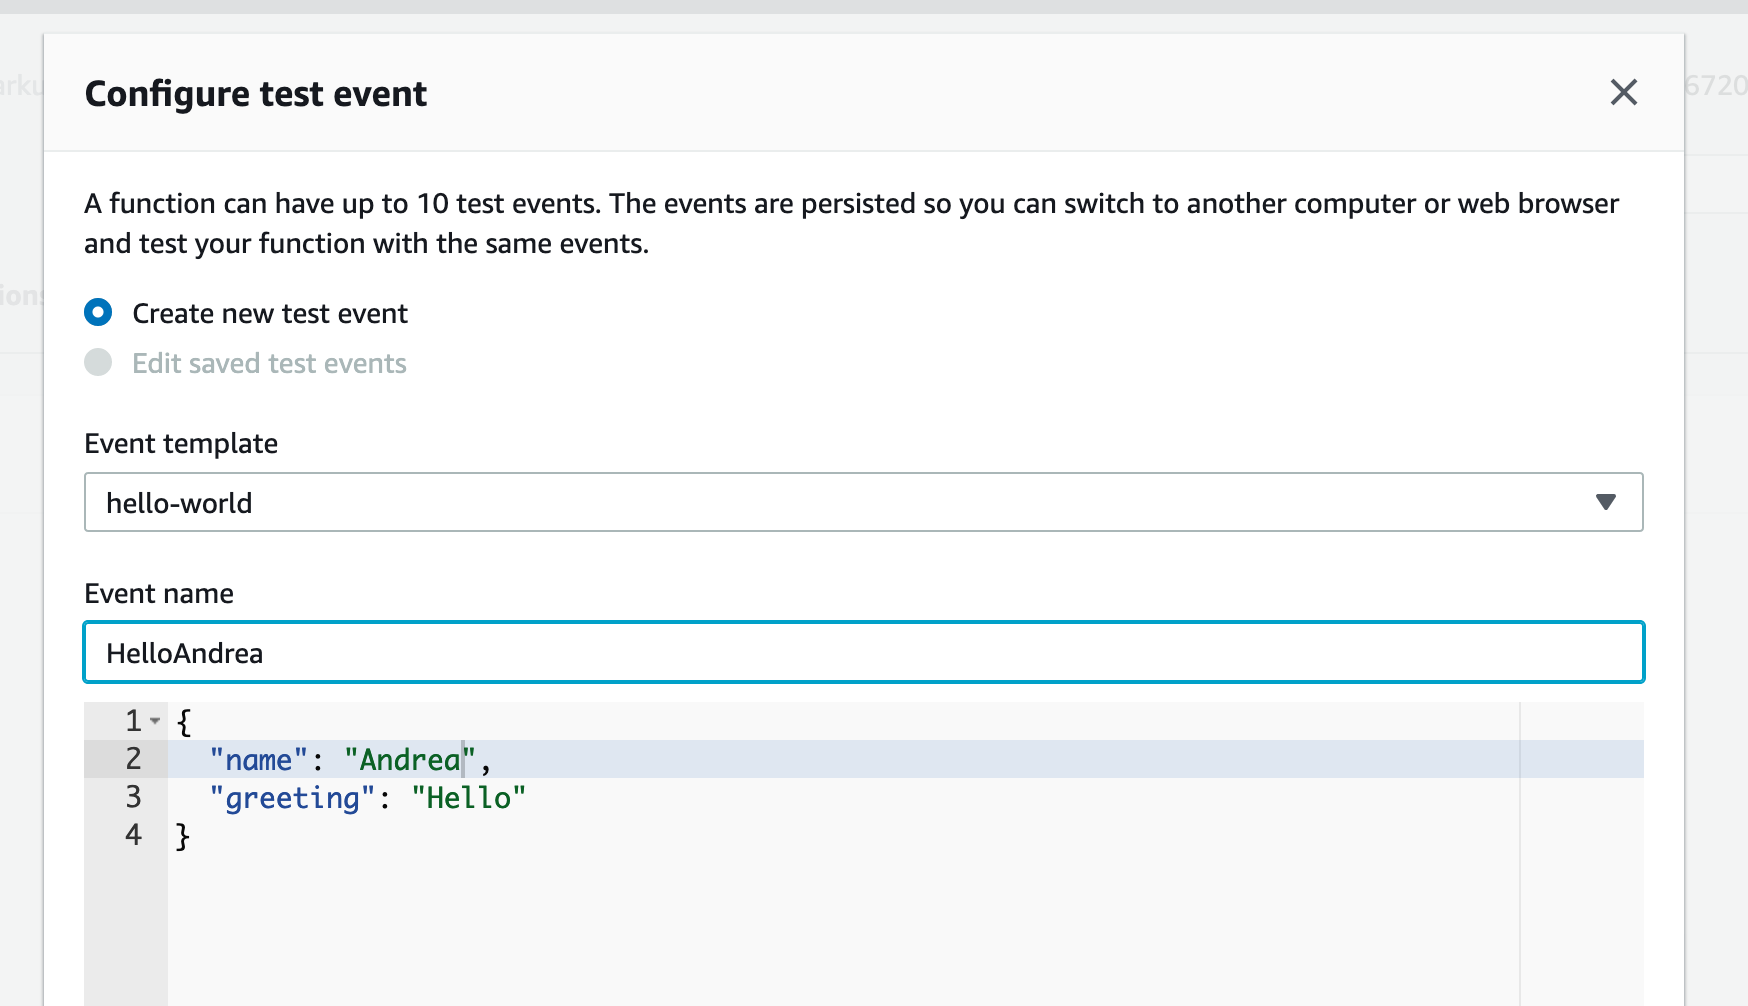 Configure test event
6720
A function can have up to 10 test events. The events are persisted so you can switch to another computer or web browser
and test your function with the same events.
Create new test event
Edit saved test events
Event template
hello-world
Event name
HelloAndrea
1 {
2 "name": "Andrea",
3 "greeting": "Hello"
4 }